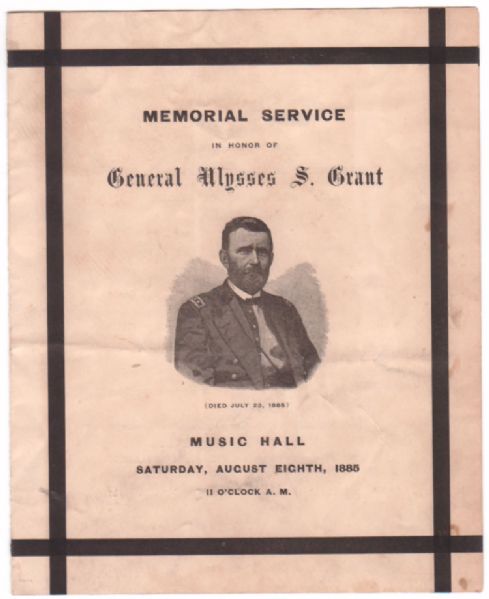 MEMORIAL SERVICE
IN HONOR OF
General Ulysses S. Grant
(DIED JULY 23, 1885)
MUSIC HALL
SATURDAY, AUGUST EIGHTH, 1885
11 O'CLOCK A. M.